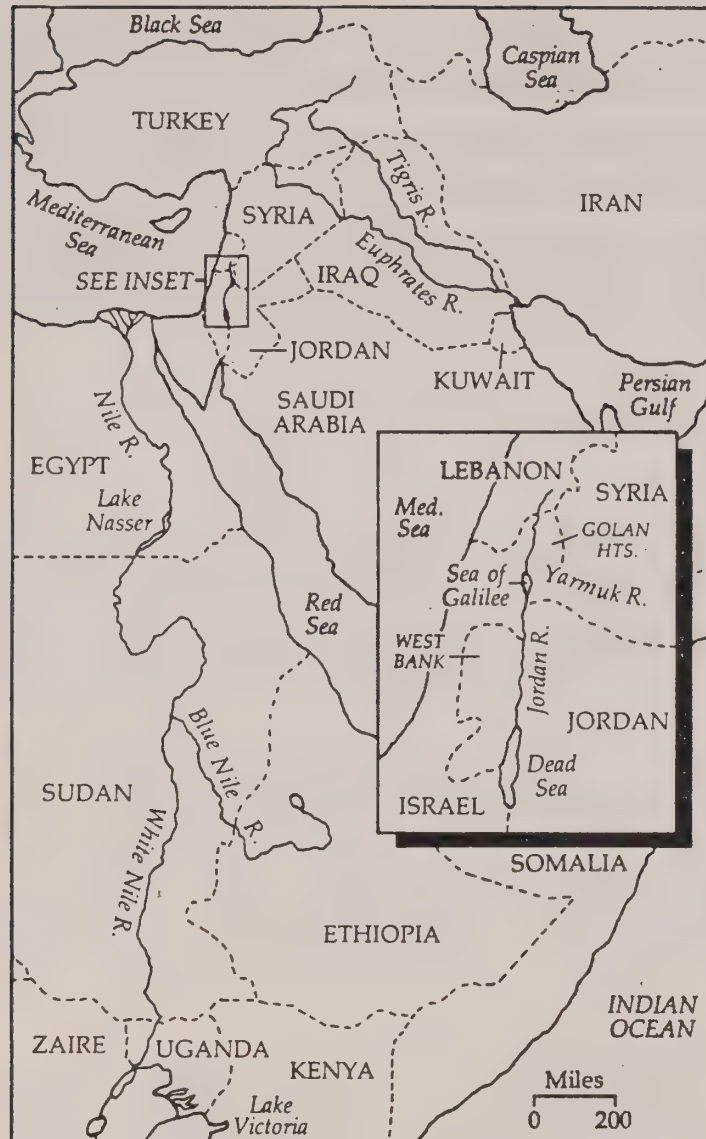 Black Sea
Caspian
Sea
TURKEY
Tigris R.
IRAN
Mediterranean
Sea
SYRIA
Euphrates R.
SEE INSET
IRAQ
JORDAN
KUWAIT
Persian
Gulf
SAUDI
ARABIA
Nile R.
EGYPT
Lake
Nasser
Red
Sea
LEBANON
SYRIA
Med.
Sea
GOLAN
HTS.
Sea of
Galilee
Yarmuk R.
WEST
BANK
Jordan R.
JORDAN
Dead
Sea
ISRAEL
Blue Nile R.
SUDAN
White Nile R.
SOMALIA
ETHIOPIA
INDIAN
OCEAN
ZAIRE
UGANDA
KENYA
Lake
Victoria
Miles
0 200